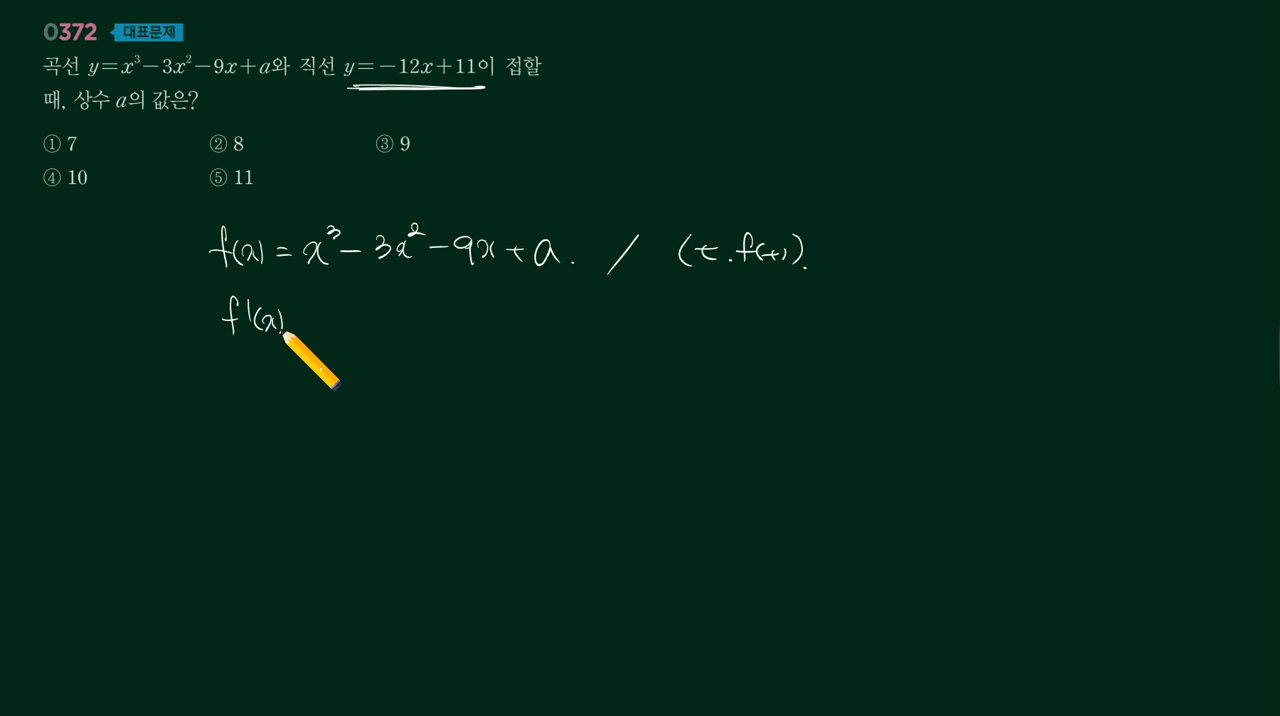 0372 대표문제
곡선 y=x³-3x²-9x+a와 직선 y=-12x+11이 접할
때, 상수 a의 값은?
① 7 ② 8 ③ 9
④ 10 ⑤ 11
f(x) = x³ - 3x² - 9x + a. / (t. f(t)).
f'(x)